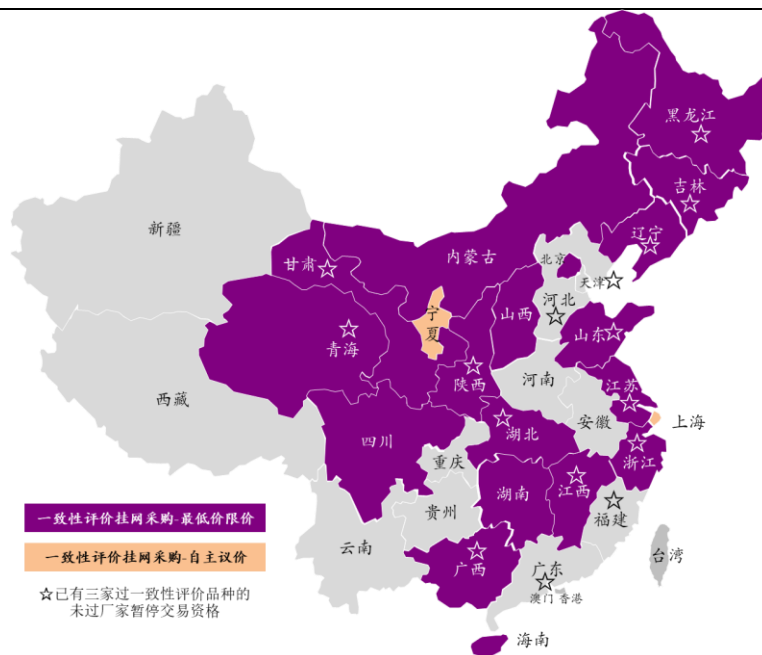 黑龙江
吉林
辽宁
新疆
内蒙古
甘肃
北京
天津
河北
宁
夏
山西
山东
青海
陕西
河南
西藏
江苏
安徽
上海
四川
湖北
浙江
重庆
湖南
江西
贵州
福建
云南
广西
广东
台湾
澳门 香港
海南
一致性评价挂网采购-最低价限价
一致性评价挂网采购-自主议价
☆已有三家过一致性评价品种的
未过厂家暂停交易资格